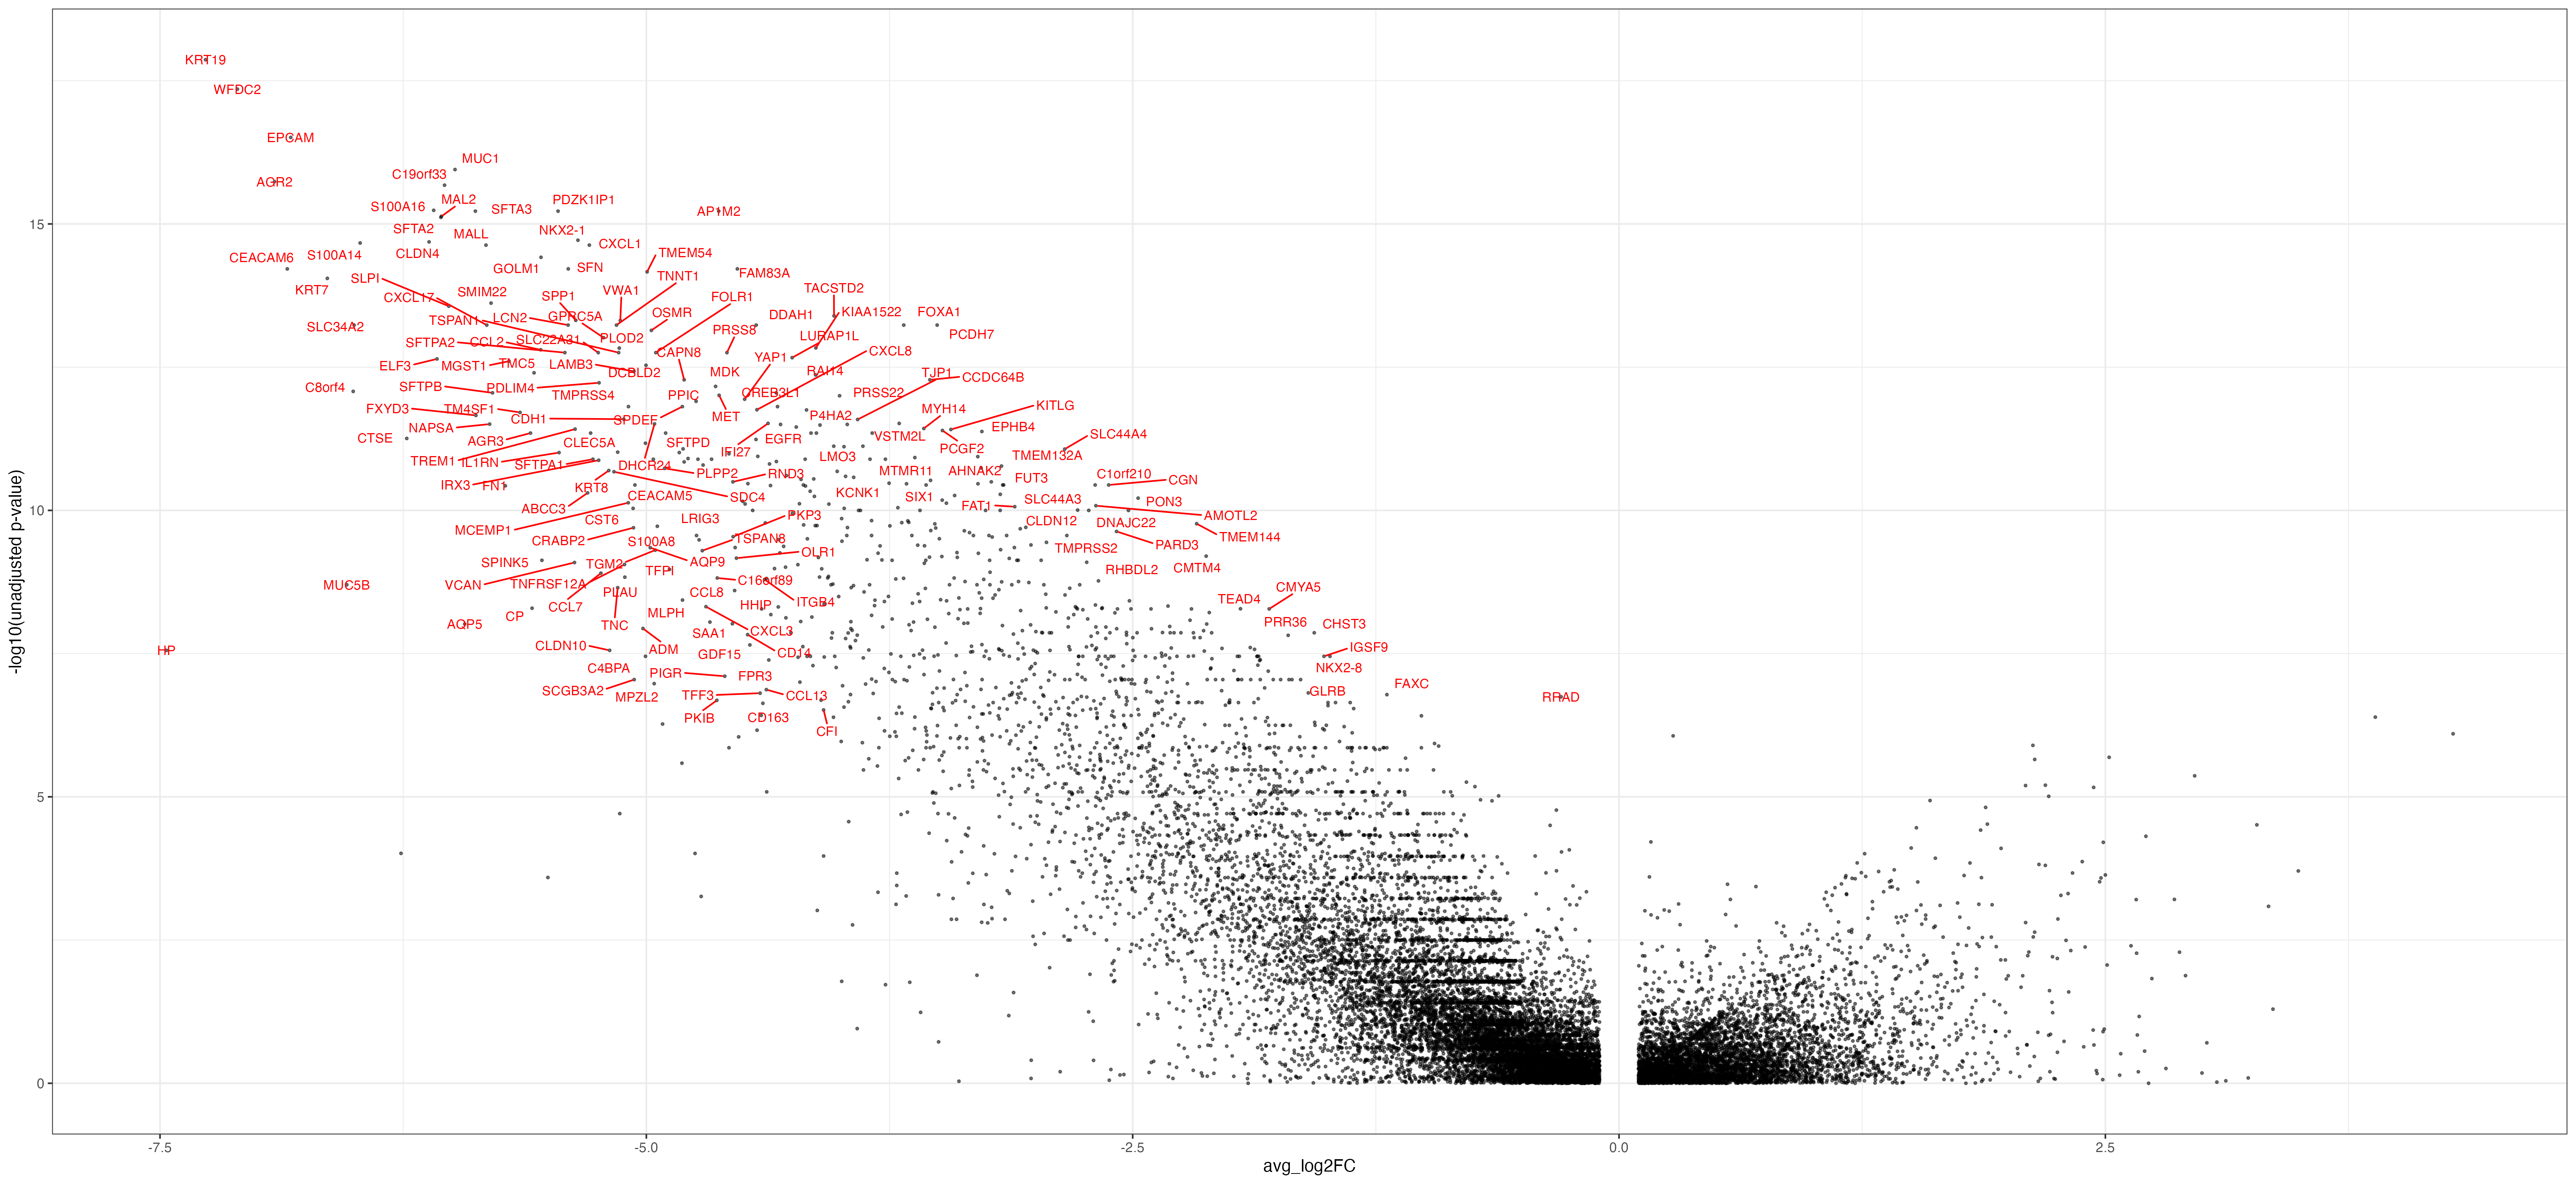 KRT19
WFDC2
EPCAM
MUC1
C19orf33
AGR2
MAL2
PDZK1IP1
S100A16
SFTA3
AP1M2
SFTA2
MALL
NKX2-1
CXCL1
15
CLDN4
S100A14
TMEM54
CEACAM6
GOLM1
SFN
FAM83A
TNNT1
SLPI
KRT7
CXCL17
SMIM22
SPP1
VWA1
FOLR1
TACSTD2
SLC34A2
TSPAN1
LCN2
GPRC5A
OSMR
DDAH1
KIAA1522
FOXA1
PRSS8
LURAP1L
PCDH7
SFTPA2
CCL2
SLC22A31
PLOD2
CAPN8
YAP1
CXCL8
ELF3
MGST1
TMC5
LAMB3
DCBLD2
MDK
RAI14
TJP1
CCDC64B
C8orf4
SFTPB
PDLIM4
TMPRSS4
PPIC
CREB3L1
PRSS22
FXYD3
TM4SF1
CDH1
SPDEF
MET
P4HA2
MYH14
KITLG
NAPSA
CTSE
AGR3
CLEC5A
SFTPD
EGFR
VSTM2L
EPHB4
SLC44A4
PCGF2
TREM1
IL1RN
SFTPA1
DHCR24
IFI27
LMO3
TMEM132A
PLPP2
RND3
MTMR11
AHNAK2
FUT3
C1orf210
CGN
IRX3
FN1
KRT8
CEACAM5
SDC4
KCNK1
SIX1
FAT1
SLC44A3
PON3
ABCC3
10
MCEMP1
CST6
LRIG3
PKP3
CLDN12
DNAJC22
AMOTL2
CRABP2
S100A8
TSPAN8
TMPRSS2
PARD3
TMEM144
SPINK5
TGM2
TFPI
AQP9
OLR1
RHBDL2
CMTM4
MUC5B
VCAN
TNFRSF12A
C16orf89
CMYA5
CCL7
PLAU
CCL8
HHIP
ITGB4
TEAD4
CP
MLPH
PRR36
CHST3
AQP5
TNC
SAA1
CXCL3
HP
CLDN10
ADM
GDF15
CD14
IGSF9
C4BPA
PIGR
FPR3
NKX2-8
SCGB3A2
MPZL2
TFF3
CCL13
GLRB
FAXC
RRAD
PKIB
CD163
CFI
5
0
-log10(unadjusted p-value)
-7.5
-5.0
-2.5
0.0
2.5
avg_log2FC